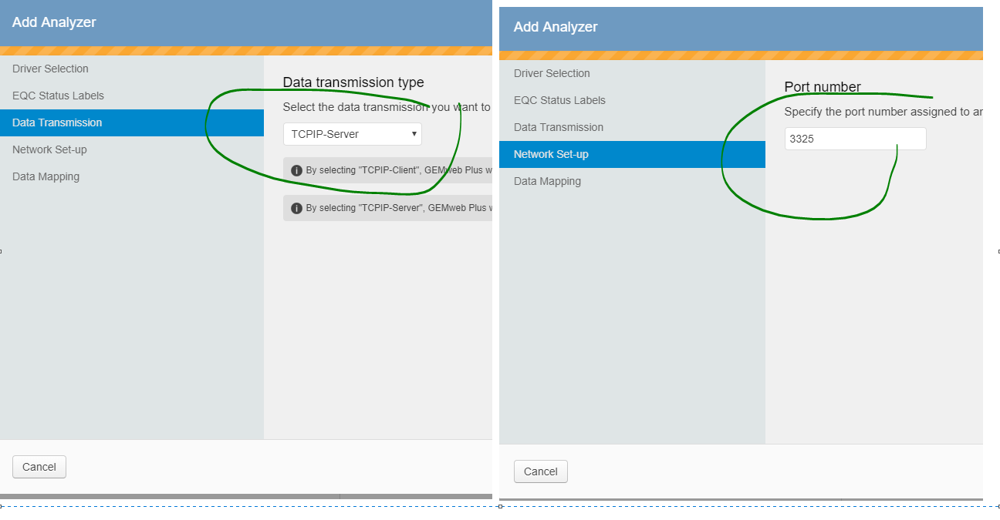 Add Analyzer
Driver Selection
EQC Status Labels
Data Transmission
Network Set-up
Data Mapping
Data transmission type
Select the data transmission you want to
TCPIP-Server
By selecting "TCPIP-Client", GEMweb Plus w
By selecting "TCPIP-Server", GEMweb Plus w
Cancel
Add Analyzer
Driver Selection
EQC Status Labels
Data Transmission
Network Set-up
Data Mapping
Port number
Specify the port number assigned to an
3325
Cancel